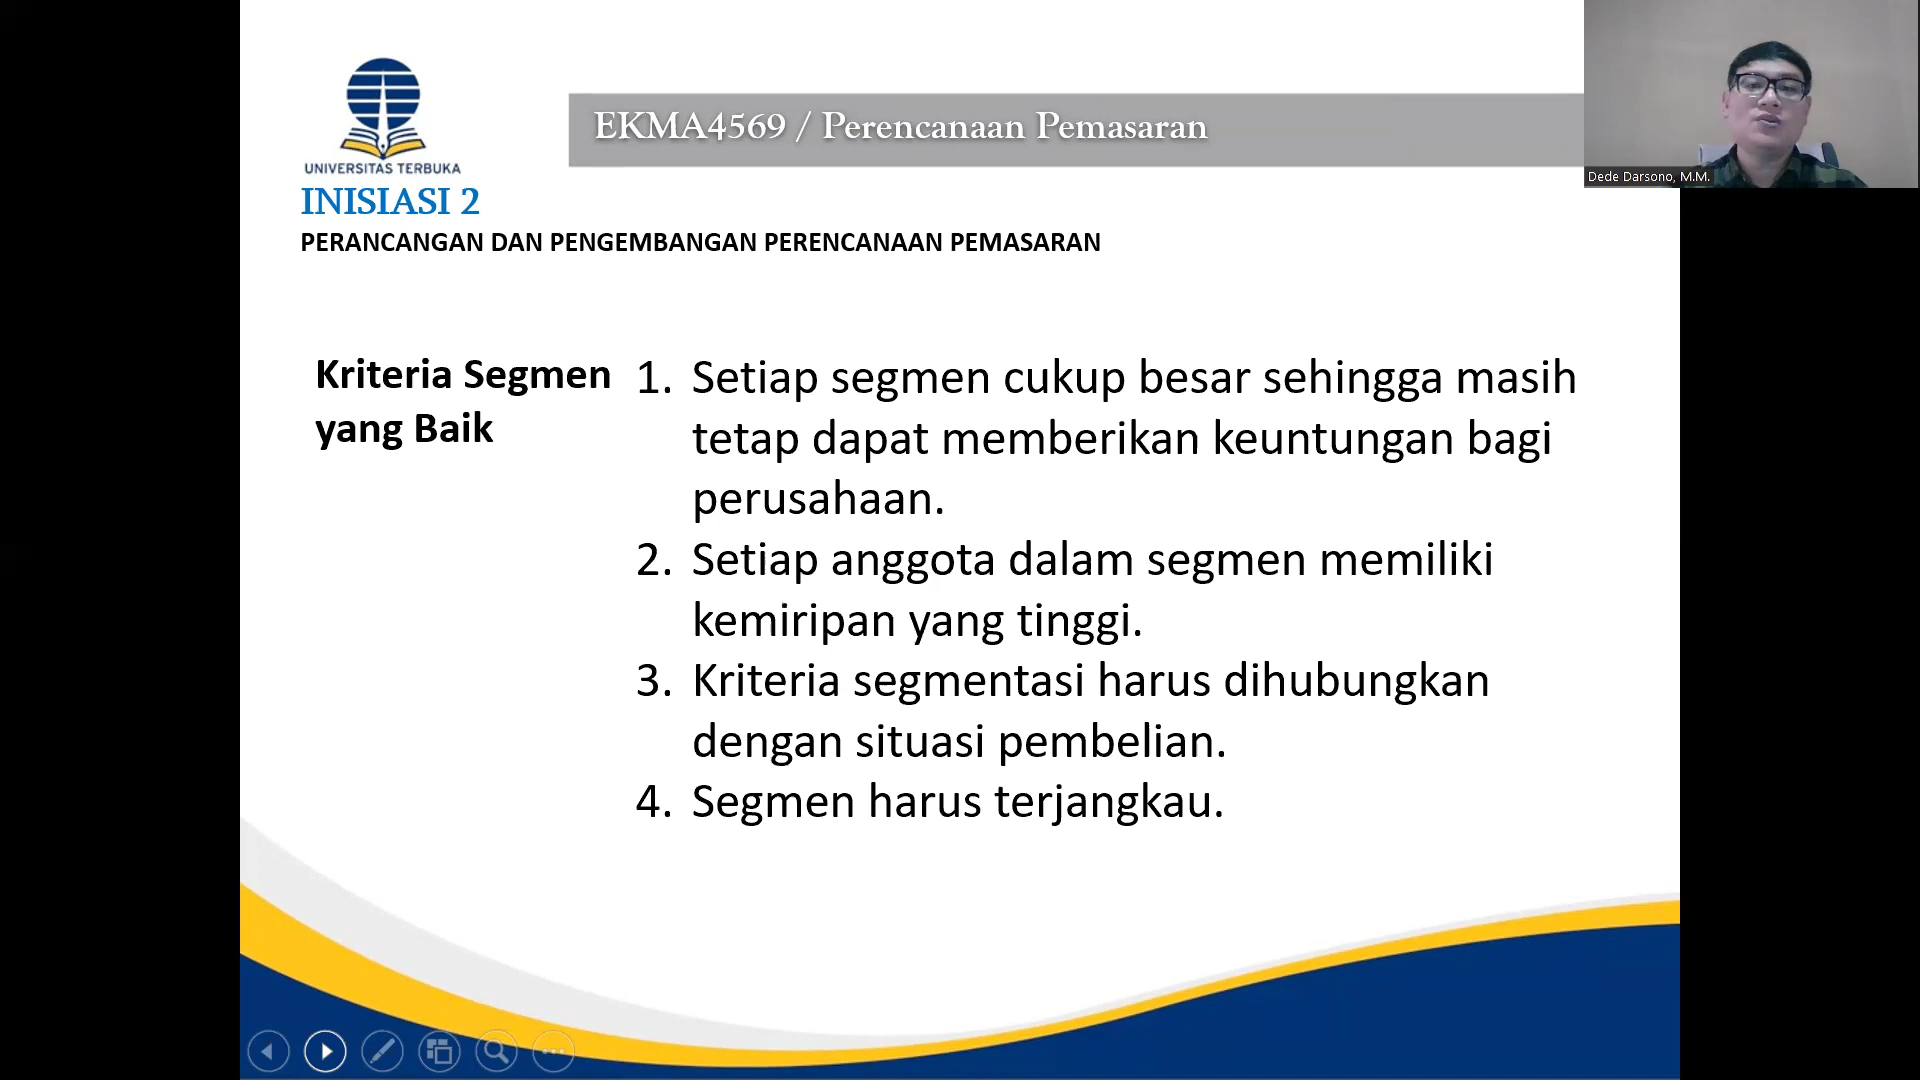 UNIVERSITAS TERBUKA
EKMA4569 / Perencanaan Pemasaran
Dede Darsono, M.M.
INISIASI 2
PERANCANGAN DAN PENGEMBANGAN PERENCANAAN PEMASARAN
Kriteria Segmen
yang Baik
1. Setiap segmen cukup besar sehingga masih
tetap dapat memberikan keuntungan bagi
perusahaan.
2. Setiap anggota dalam segmen memiliki
kemiripan yang tinggi.
3. Kriteria segmentasi harus dihubungkan
dengan situasi pembelian.
4. Segmen harus terjangkau.